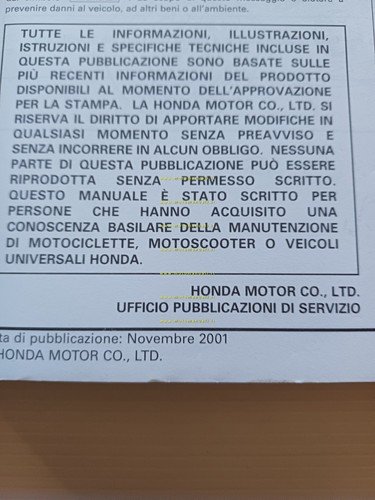 prevenire danni al veicolo, ad altri beni o all'ambiente.
TUTTE LE INFORMAZIONI, ILLUSTRAZIONI,
ISTRUZIONI E SPECIFICHE TECNICHE INCLUSE IN
QUESTA PUBBLICAZIONE SONO BASATE SULLE
PIÙ RECENTI INFORMAZIONI DEL PRODOTTO
DISPONIBILI AL MOMENTO DELL'APPROVAZIONE
PER LA STAMPA. LA HONDA MOTOR CO., LTD. SI
RISERVA IL DIRITTO DI APPORTARE MODIFICHE IN
QUALSIASI MOMENTO SENZA PREAVVISO E
SENZA INCORRERE IN ALCUN OBBLIGO. NESSUNA
PARTE DI QUESTA PUBBLICAZIONE PUÒ ESSERE
RIPRODOTTA SENZA PERMESSO SCRITTO.
QUESTO MANUALE È STATO SCRITTO PER
PERSONE CHE HANNO ACQUISITO UNA
CONOSCENZA BASILARE DELLA MANUTENZIONE
DI MOTOCICLETTE, MOTOSCOOTER O VEICOLI
UNIVERSALI HONDA.
HONDA MOTOR CO., LTD.
UFFICIO PUBBLICAZIONI DI SERVIZIO
ta di pubblicazione: Novembre 2001
HONDA MOTOR CO., LTD.